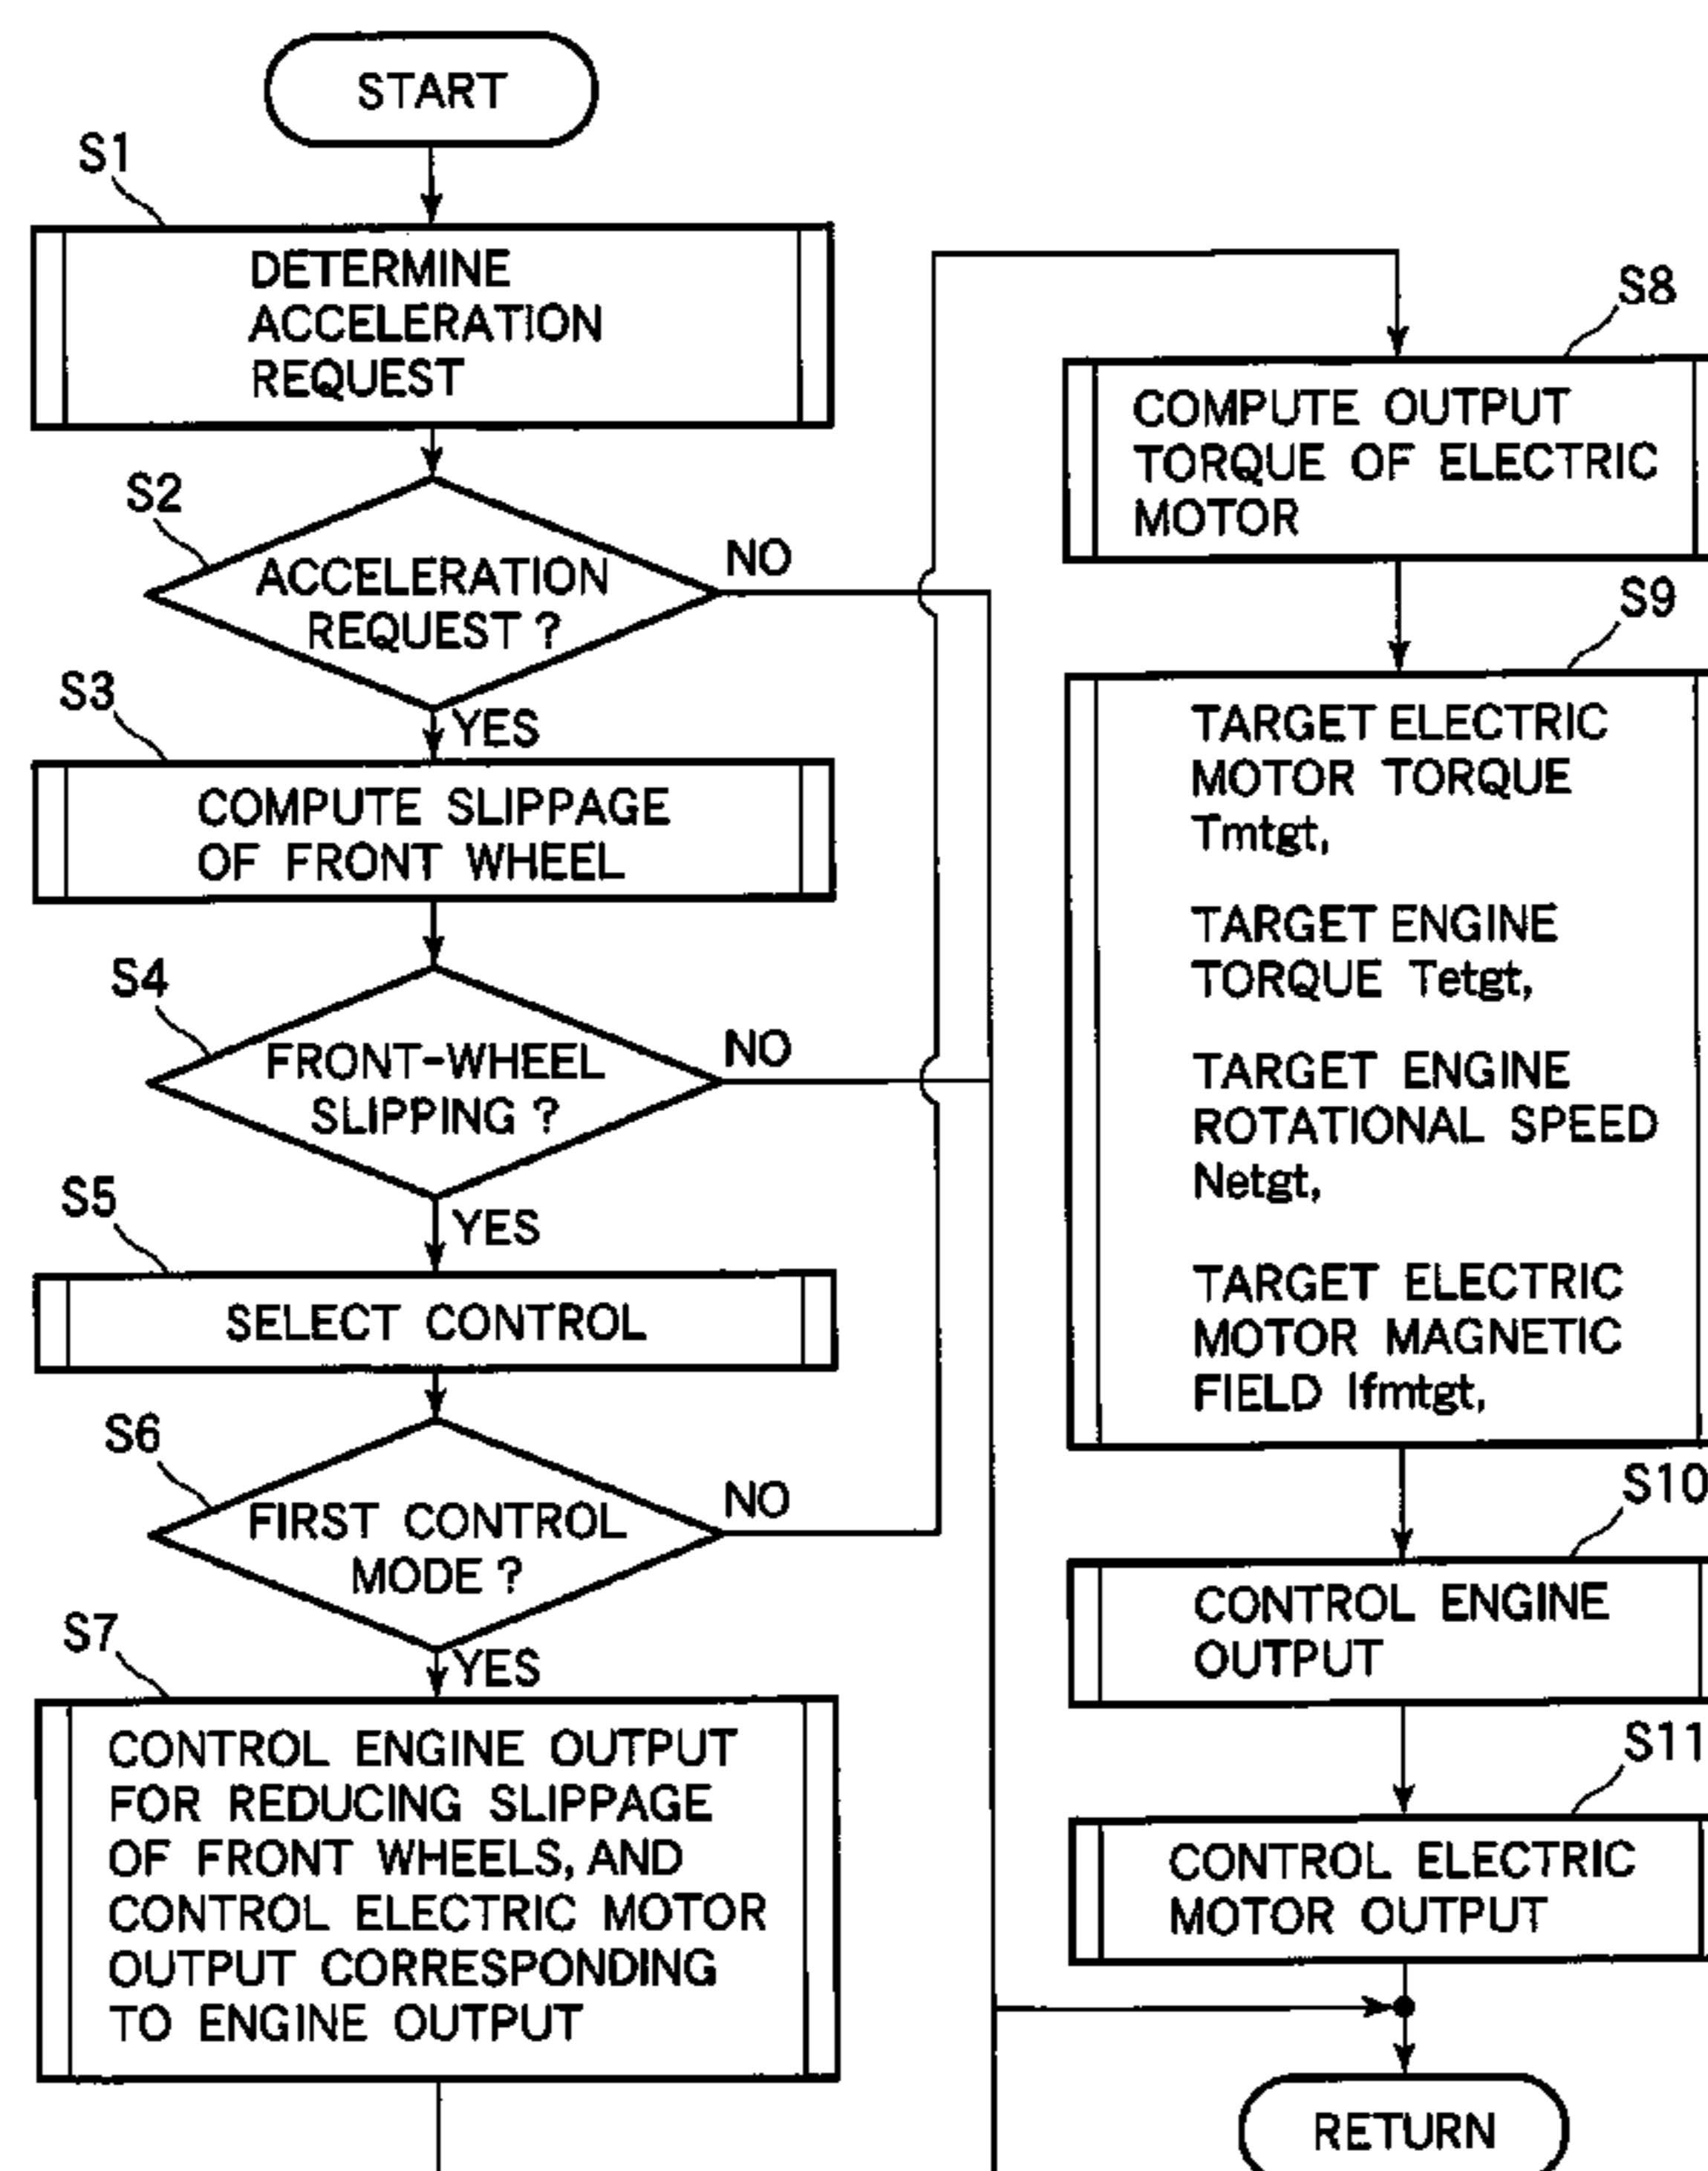 START
S1
DETERMINE
ACCELERATION
REQUEST
S2
ACCELERATION
REQUEST ?
NO
YES
S3
COMPUTE SLIPPAGE
OF FRONT WHEEL
S4
FRONT-WHEEL
SLIPPING ?
NO
YES
S5
SELECT CONTROL
S6
FIRST CONTROL
MODE ?
NO
YES
S7
CONTROL ENGINE OUTPUT
FOR REDUCING SLIPPAGE
OF FRONT WHEELS, AND
CONTROL ELECTRIC MOTOR
OUTPUT CORRESPONDING
TO ENGINE OUTPUT
S8
COMPUTE OUTPUT
TORQUE OF ELECTRIC
MOTOR
S9
TARGET ELECTRIC
MOTOR TORQUE
Tmtgt,
TARGET ENGINE
TORQUE Tetgt,
TARGET ENGINE
ROTATIONAL SPEED
Netgt,
TARGET ELECTRIC
MOTOR MAGNETIC
FIELD Ifmtgt,
S10
CONTROL ENGINE
OUTPUT
S11
CONTROL ELECTRIC
MOTOR OUTPUT
RETURN